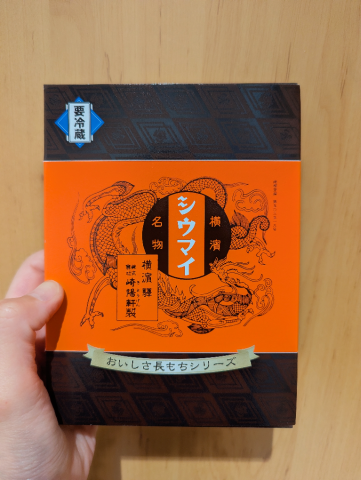 要冷蔵
横濱
名物
シウマイ
横濱驛
崎陽軒製
おいしさ長もちシリーズ